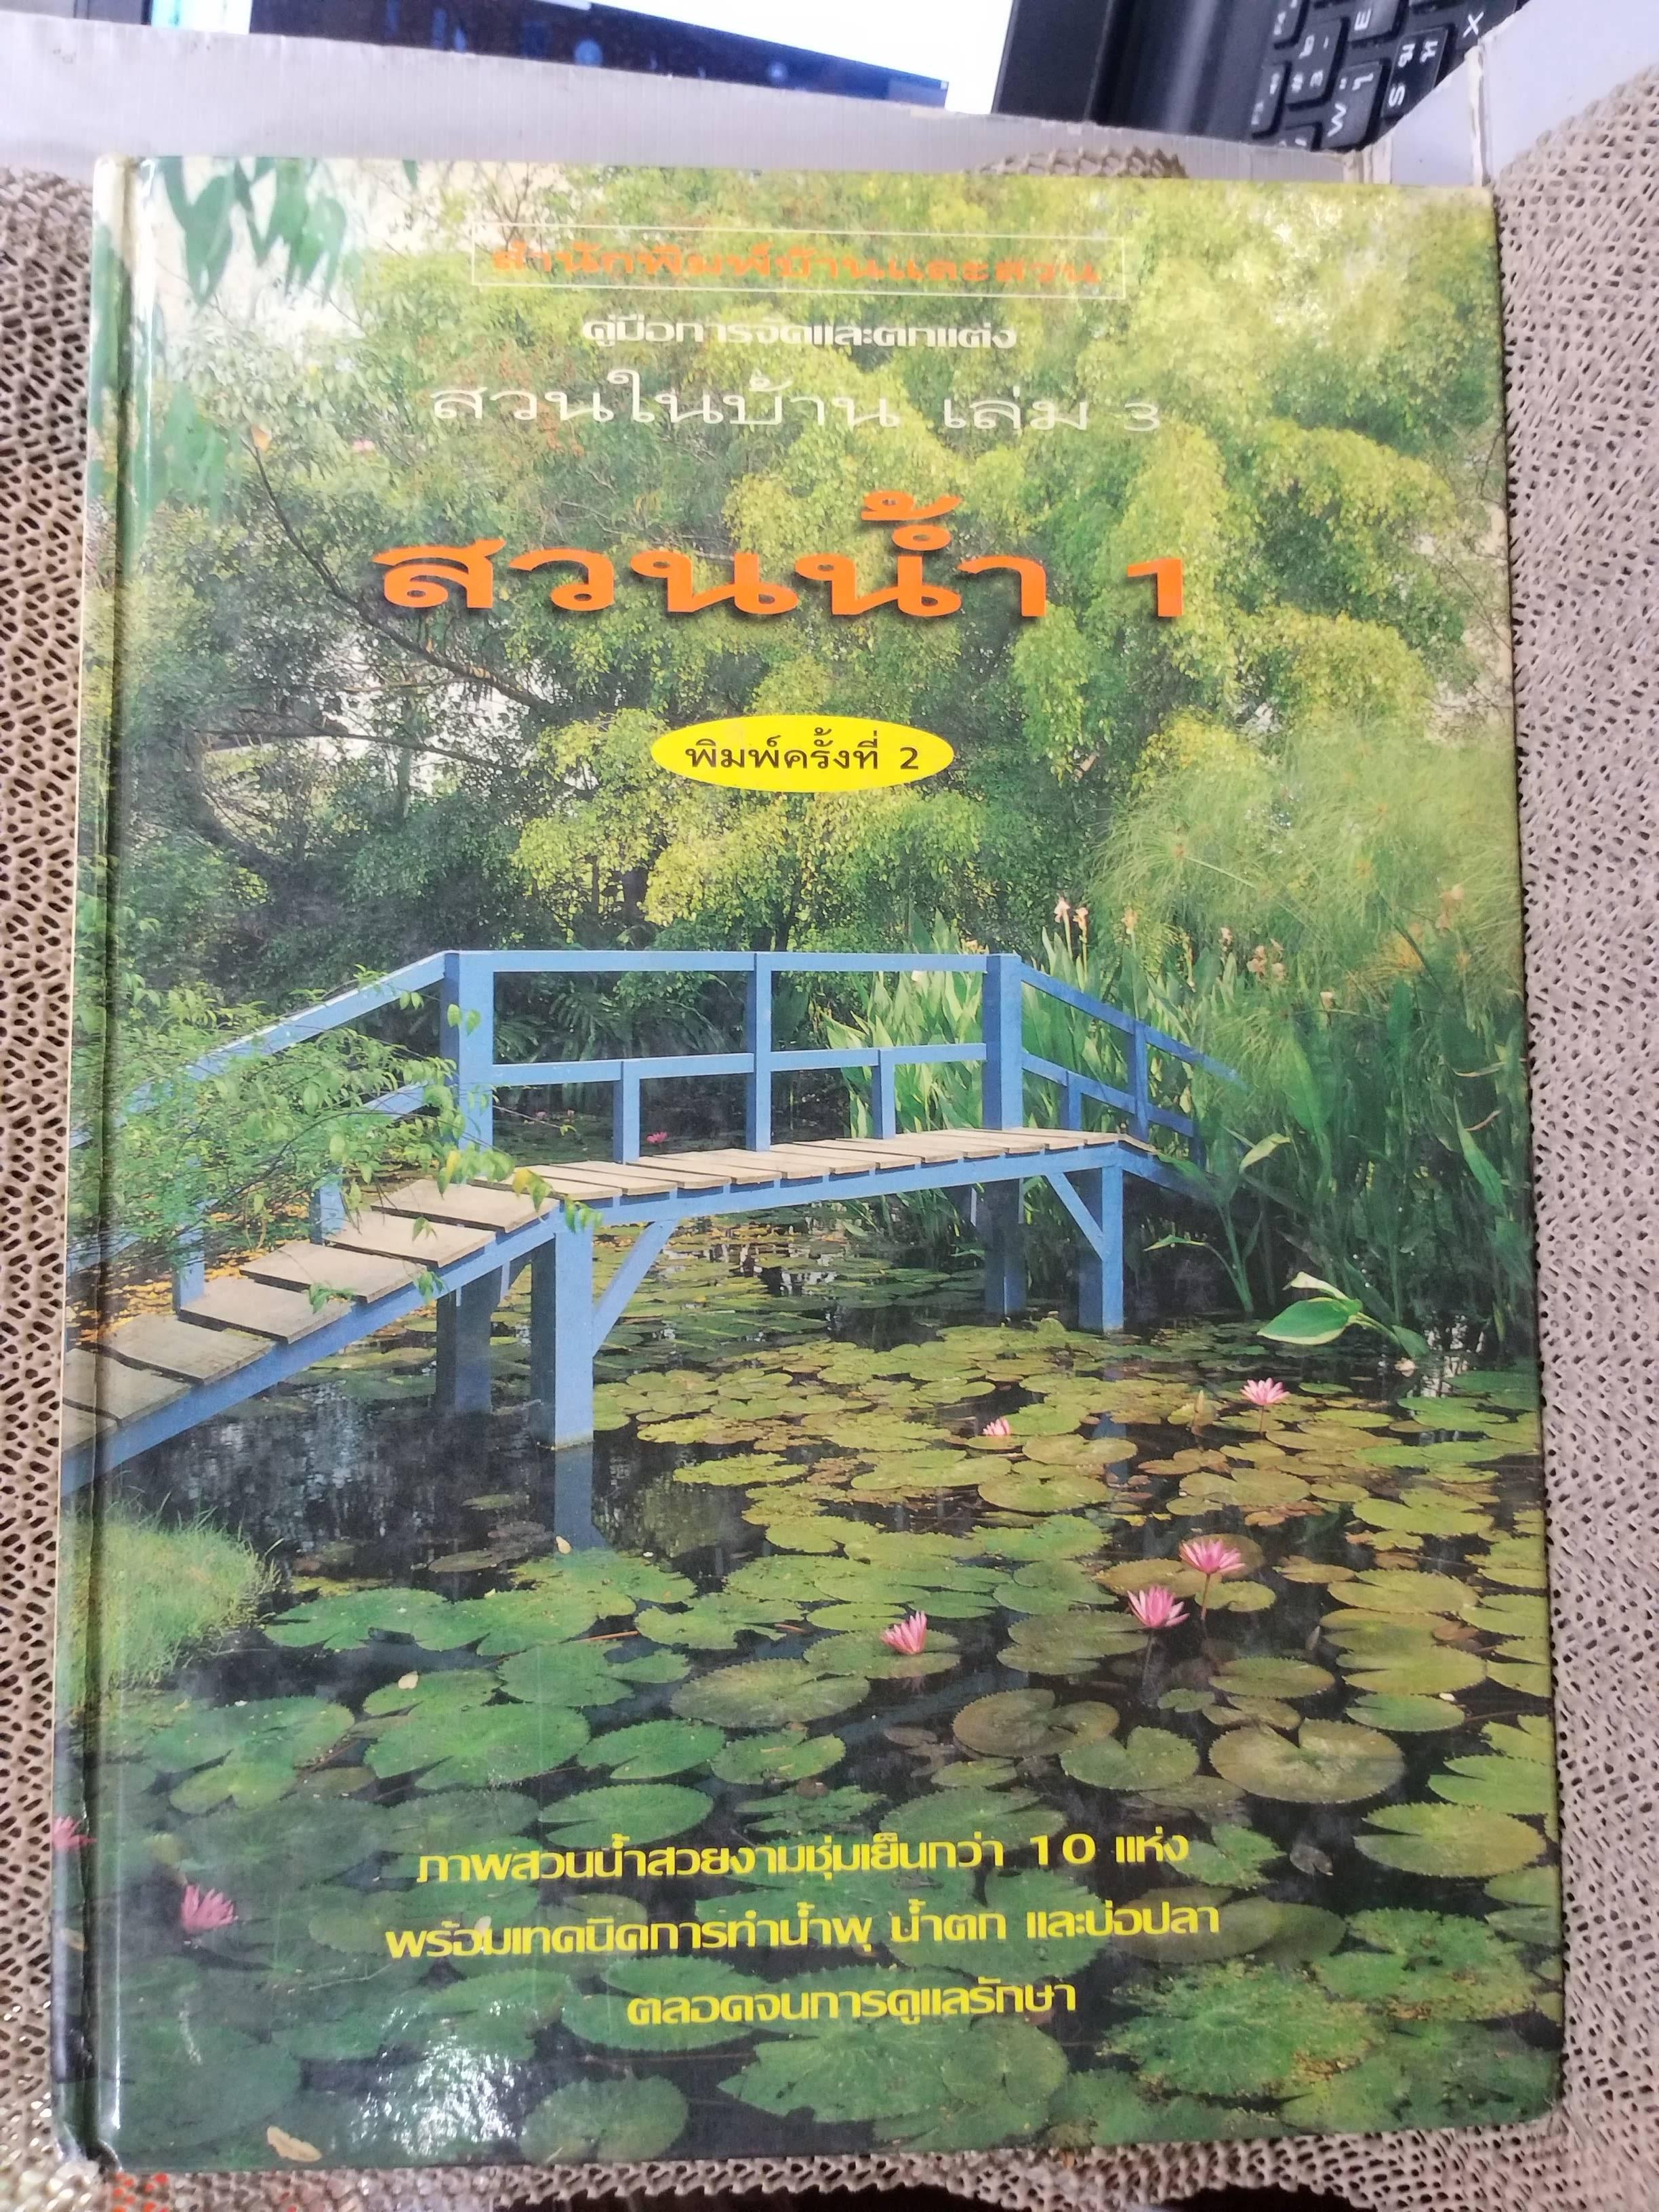 สำนักพิมพ์บ้านและสวน
คู่มือการจัดและตกแต่ง
สวนในบ้าน เล่ม 3
สวนน้ำ 1
พิมพ์ครั้งที่ 2
ภาพสวนน้ำสวยงามชุ่มเย็นกว่า 10 แห่ง
พร้อมเทคนิคการทำน้ำพุ น้ำตก และบ่อปลา
ตลอดจนการดูแลรักษา